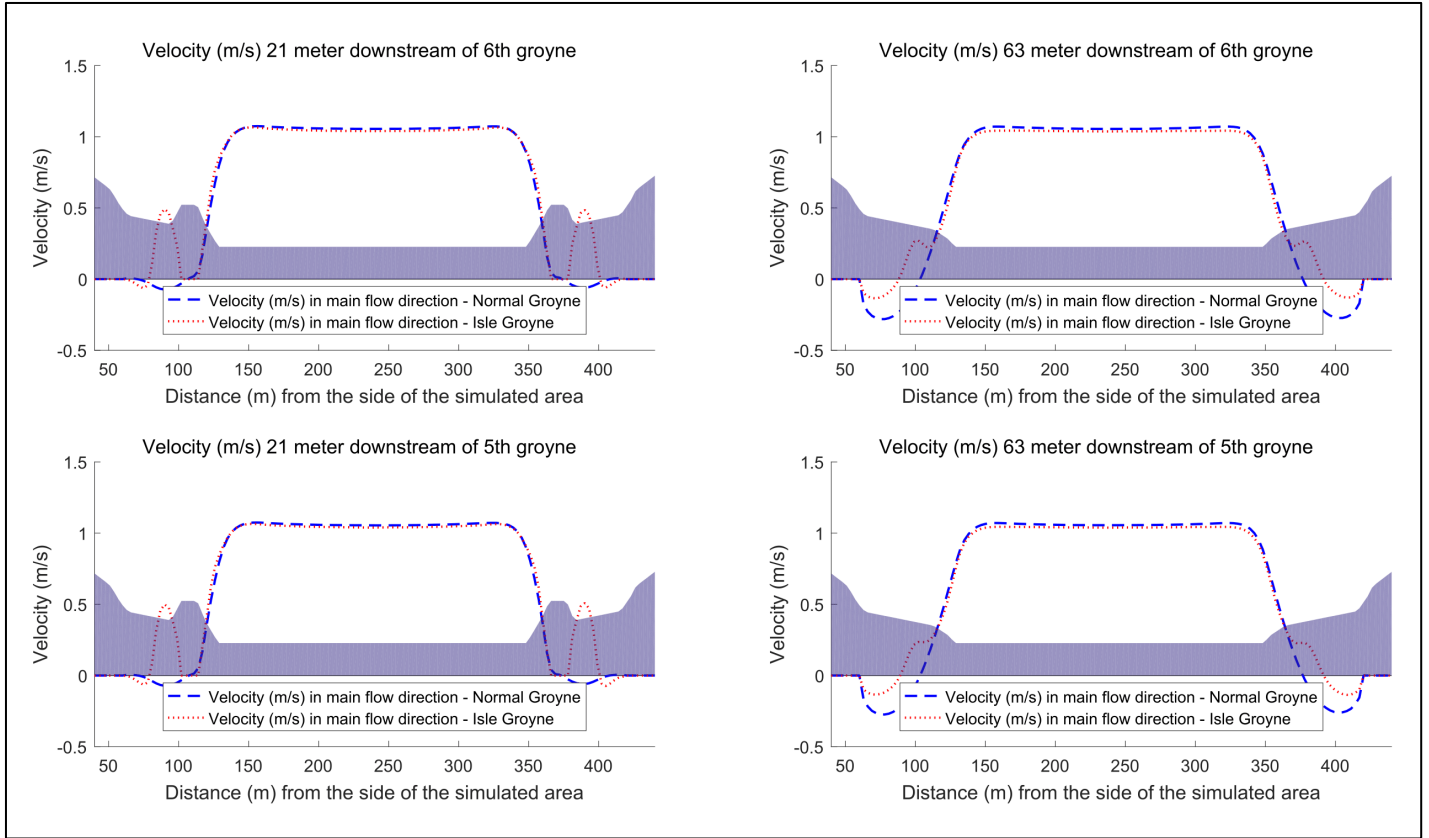 Velocity (m/s) 21 meter downstream of 6th groyne
1.5
1
0.5
0
-0.5
Velocity (m/s)
Velocity (m/s) in main flow direction - Normal Groyne
Velocity (m/s) in main flow direction - Isle Groyne
50 100 150 200 250 300 350 400
Distance (m) from the side of the simulated area
Velocity (m/s) 63 meter downstream of 6th groyne
1.5
1
0.5
0
-0.5
Velocity (m/s)
Velocity (m/s) in main flow direction - Normal Groyne
Velocity (m/s) in main flow direction - Isle Groyne
50 100 150 200 250 300 350 400
Distance (m) from the side of the simulated area
Velocity (m/s) 21 meter downstream of 5th groyne
1.5
1
0.5
0
-0.5
Velocity (m/s)
Velocity (m/s) in main flow direction - Normal Groyne
Velocity (m/s) in main flow direction - Isle Groyne
50 100 150 200 250 300 350 400
Distance (m) from the side of the simulated area
Velocity (m/s) 63 meter downstream of 5th groyne
1.5
1
0.5
0
-0.5
Velocity (m/s)
Velocity (m/s) in main flow direction - Normal Groyne
Velocity (m/s) in main flow direction - Isle Groyne
50 100 150 200 250 300 350 400
Distance (m) from the side of the simulated area